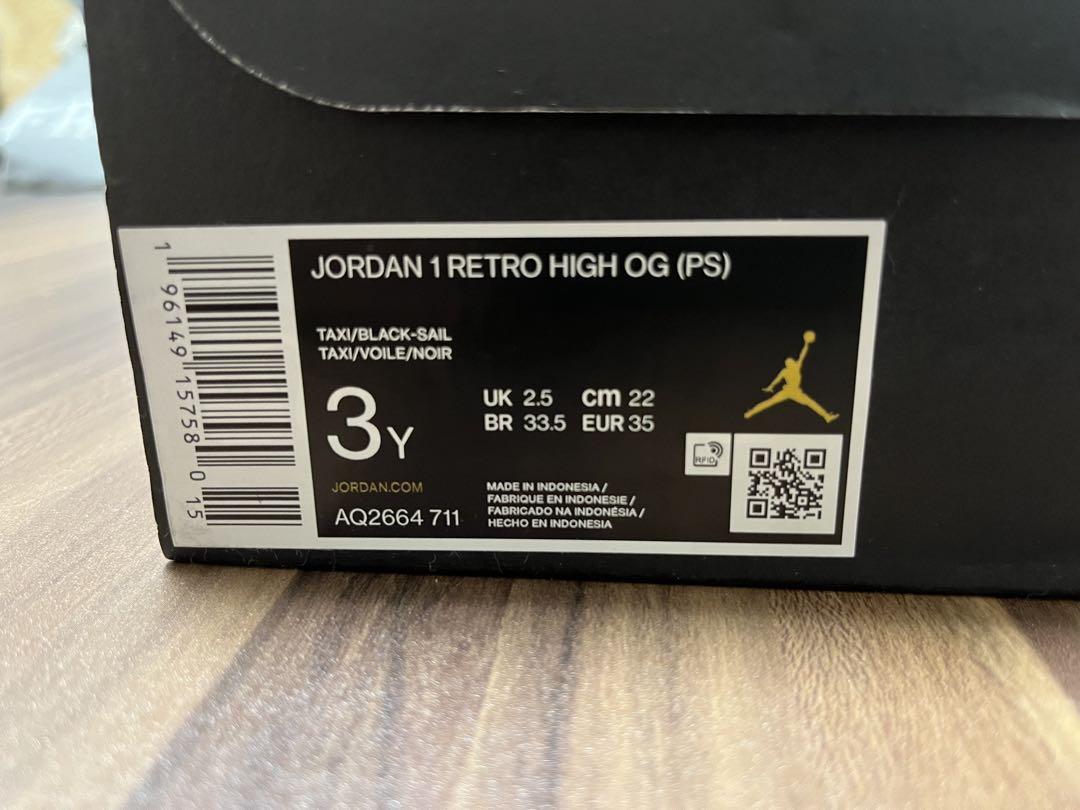 JORDAN 1 RETRO HIGH OG (PS)
TAXI/BLACK-SAIL
TAXI/VOILE/NOIR
3Y
UK 2.5 cm 22
BR 33.5 EUR 35
RFID
JORDAN.COM
AQ2664 711
MADE IN INDONESIA /
FABRIQUE EN INDONESIE /
FABRICADO NA INDONÉSIA /
HECHO EN INDONESIA
1 96149 15758 0 15